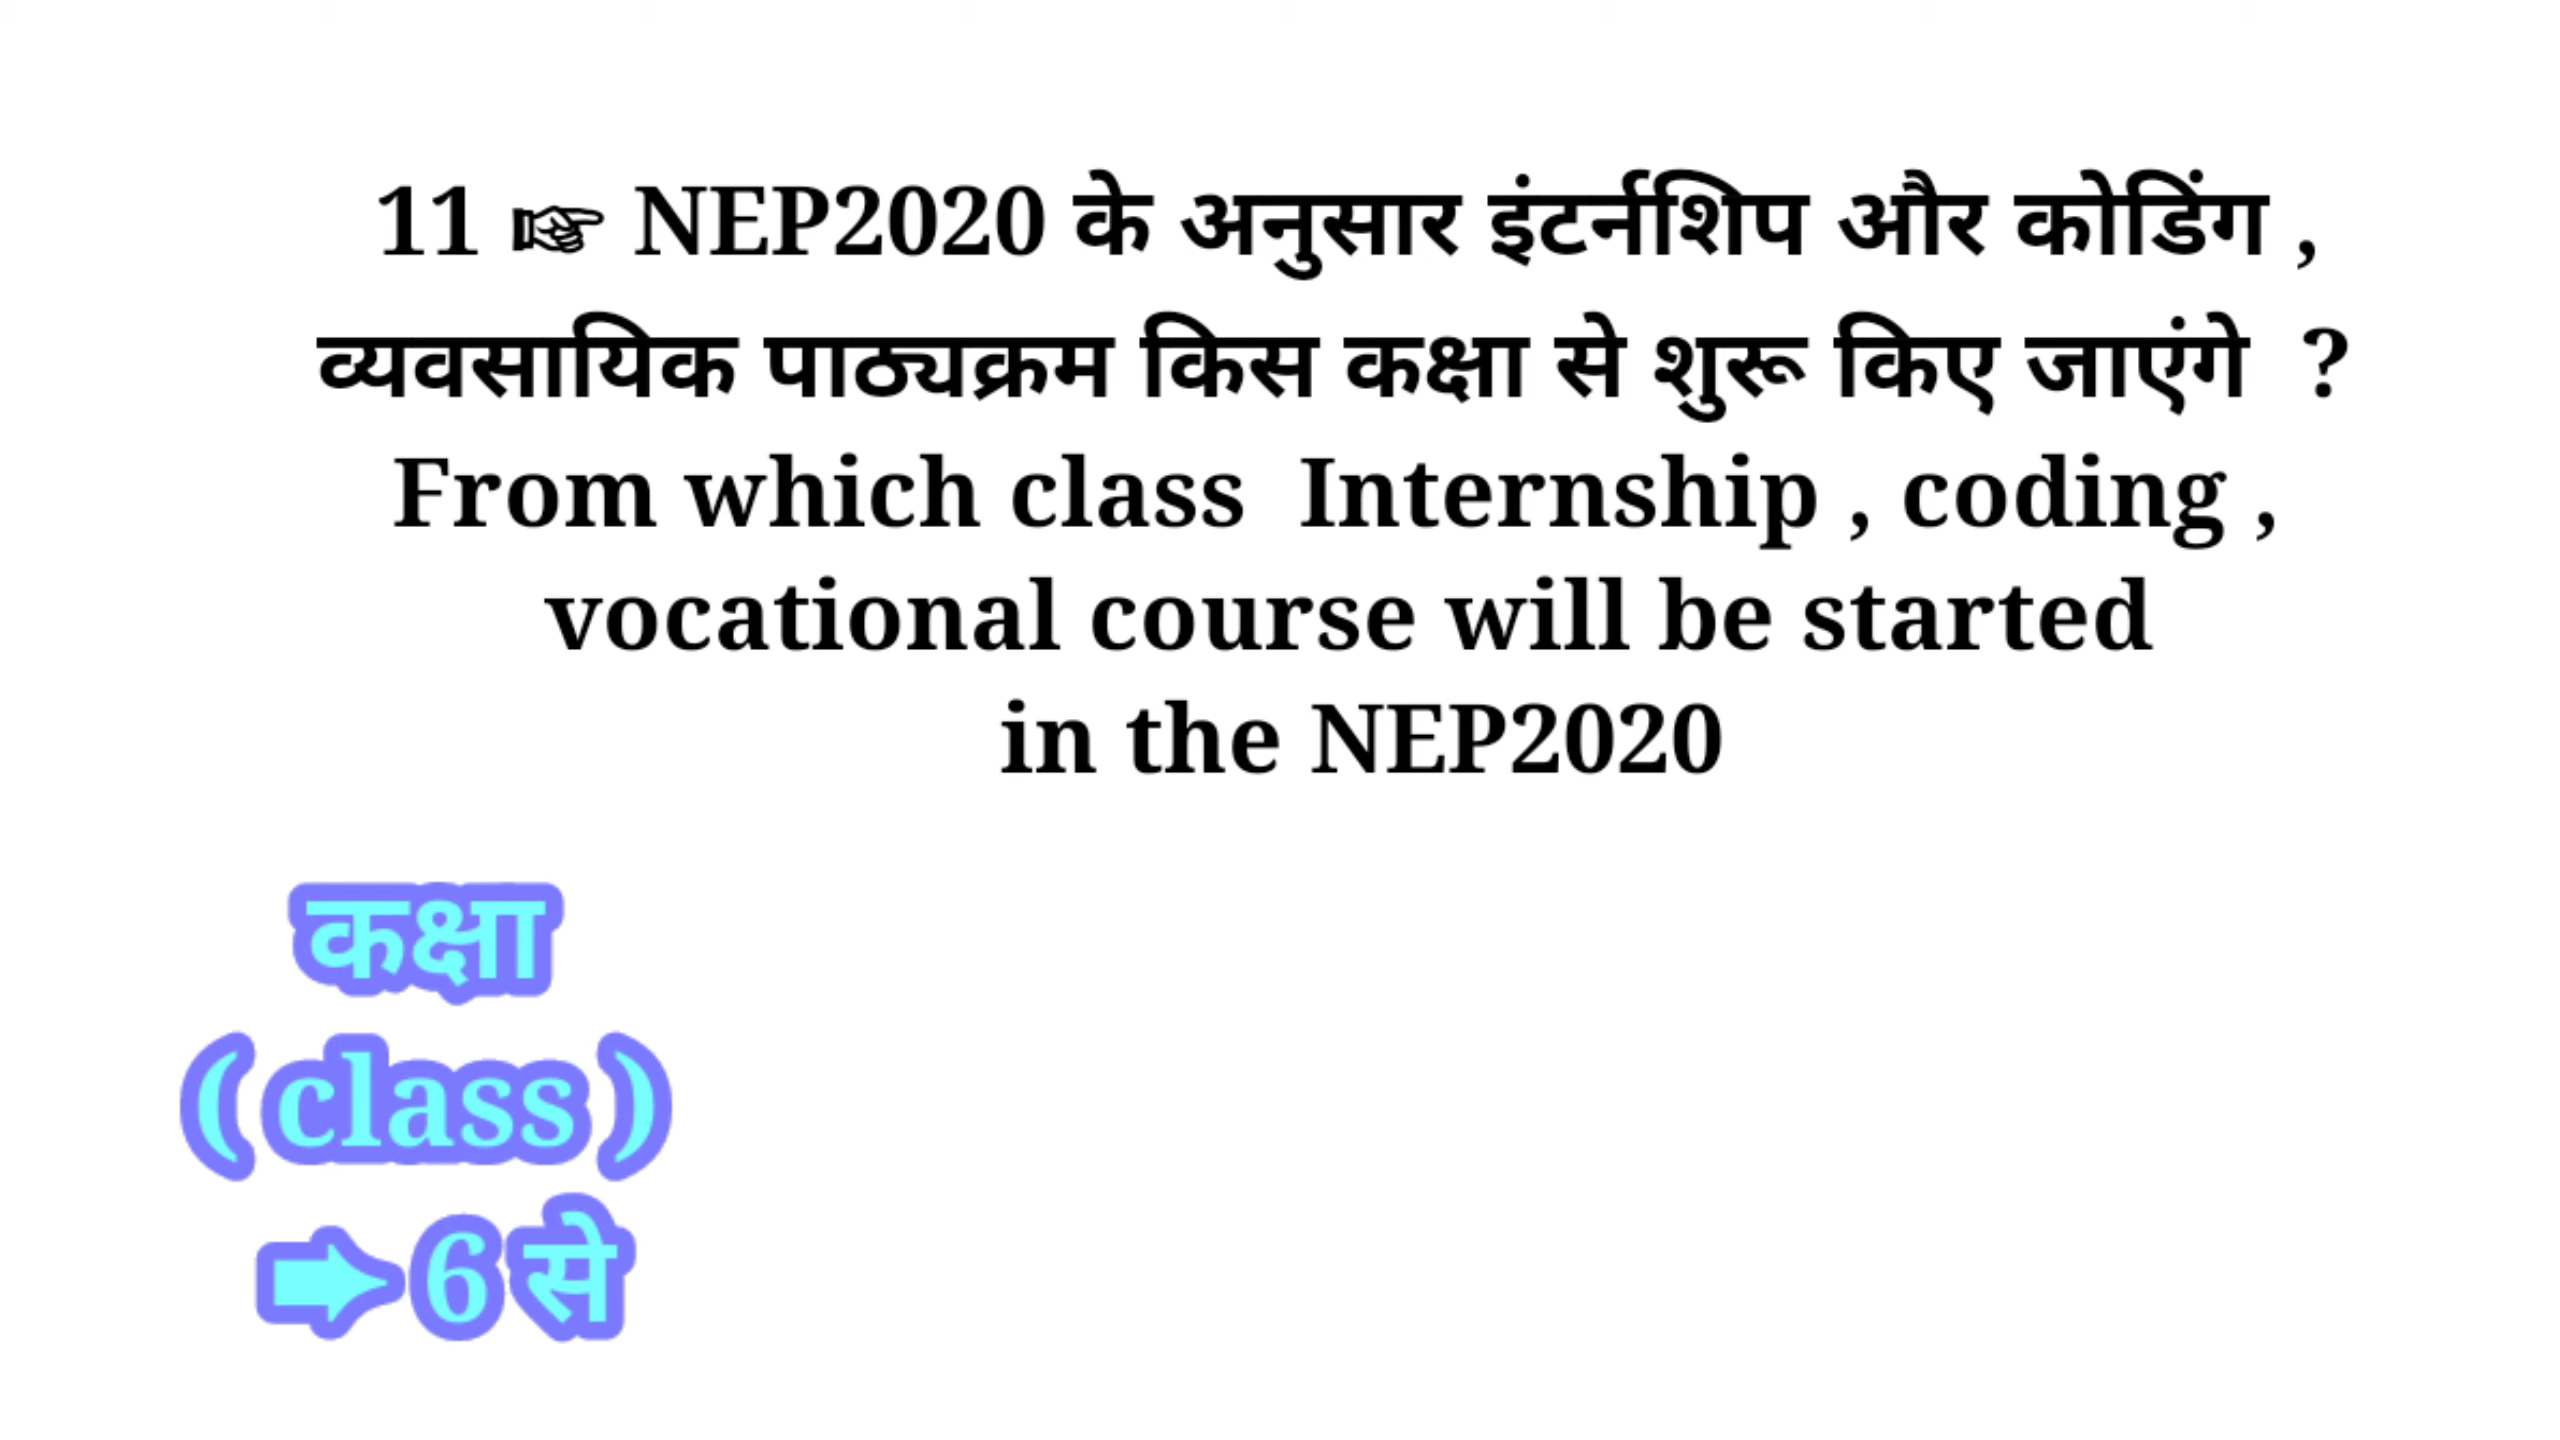 11 ☞ NEP2020 के अनुसार इंटर्नशिप और कोडिंग ,
व्यवसायिक पाठ्यक्रम किस कक्षा से शुरू किए जाएंगे ?
From which class Internship , coding ,
vocational course will be started
in the NEP2020
कक्षा
(class)
➡6से